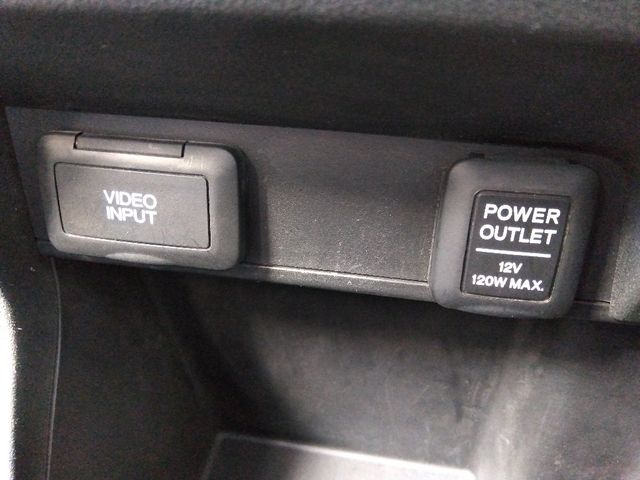 VIDEO
INPUT
POWER
OUTLET
12V
120W MAX.